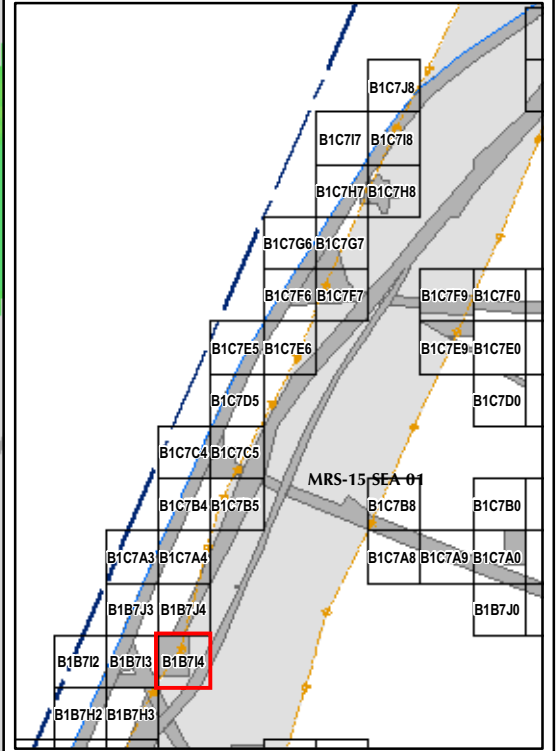 B1C7J8
B1C7I7 B1C7I8
B1C7H7 B1C7H8
B1C7G6 B1C7G7
B1C7F6 B1C7F7 B1C7F9 B1C7F0
B1C7E5 B1C7E6 B1C7E9 B1C7E0
B1C7D5 B1C7D0
B1C7C4 B1C7C5
MRS-15 SEA 01
B1C7B4 B1C7B5 B1C7B8 B1C7B0
B1C7A3 B1C7A4 B1C7A8 B1C7A9 B1C7A0
B1B7J3 B1B7J4 B1B7J0
B1B7I2 B1B7I3 B1B7I4
B1B7H2 B1B7H3